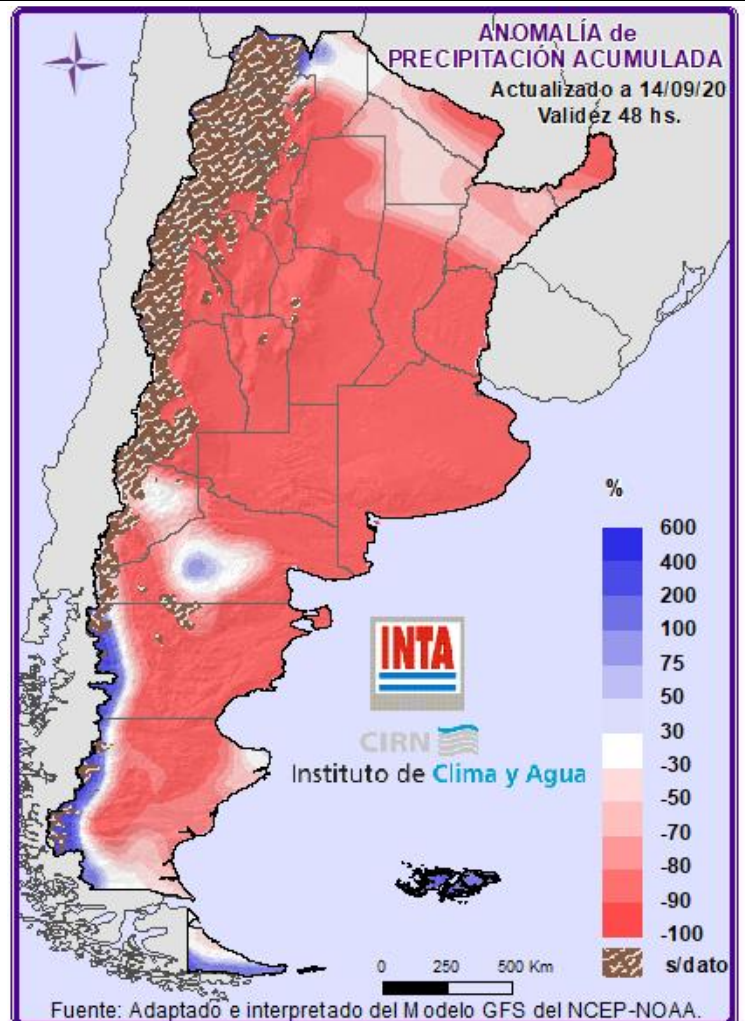 ANOMALÍA de
PRECIPITACIÓN ACUMULADA
Actualizado a 14/09/20
Validez 48 hs.
%
600
400
200
100
75
50
30
-30
-50
-70
-80
-90
-100
s/dato
INTA
CIRN
Instituto de Clima y Agua
0 250 500 Km
Fuente: Adaptado e interpretado del Modelo GFS del NCEP-NOAA.